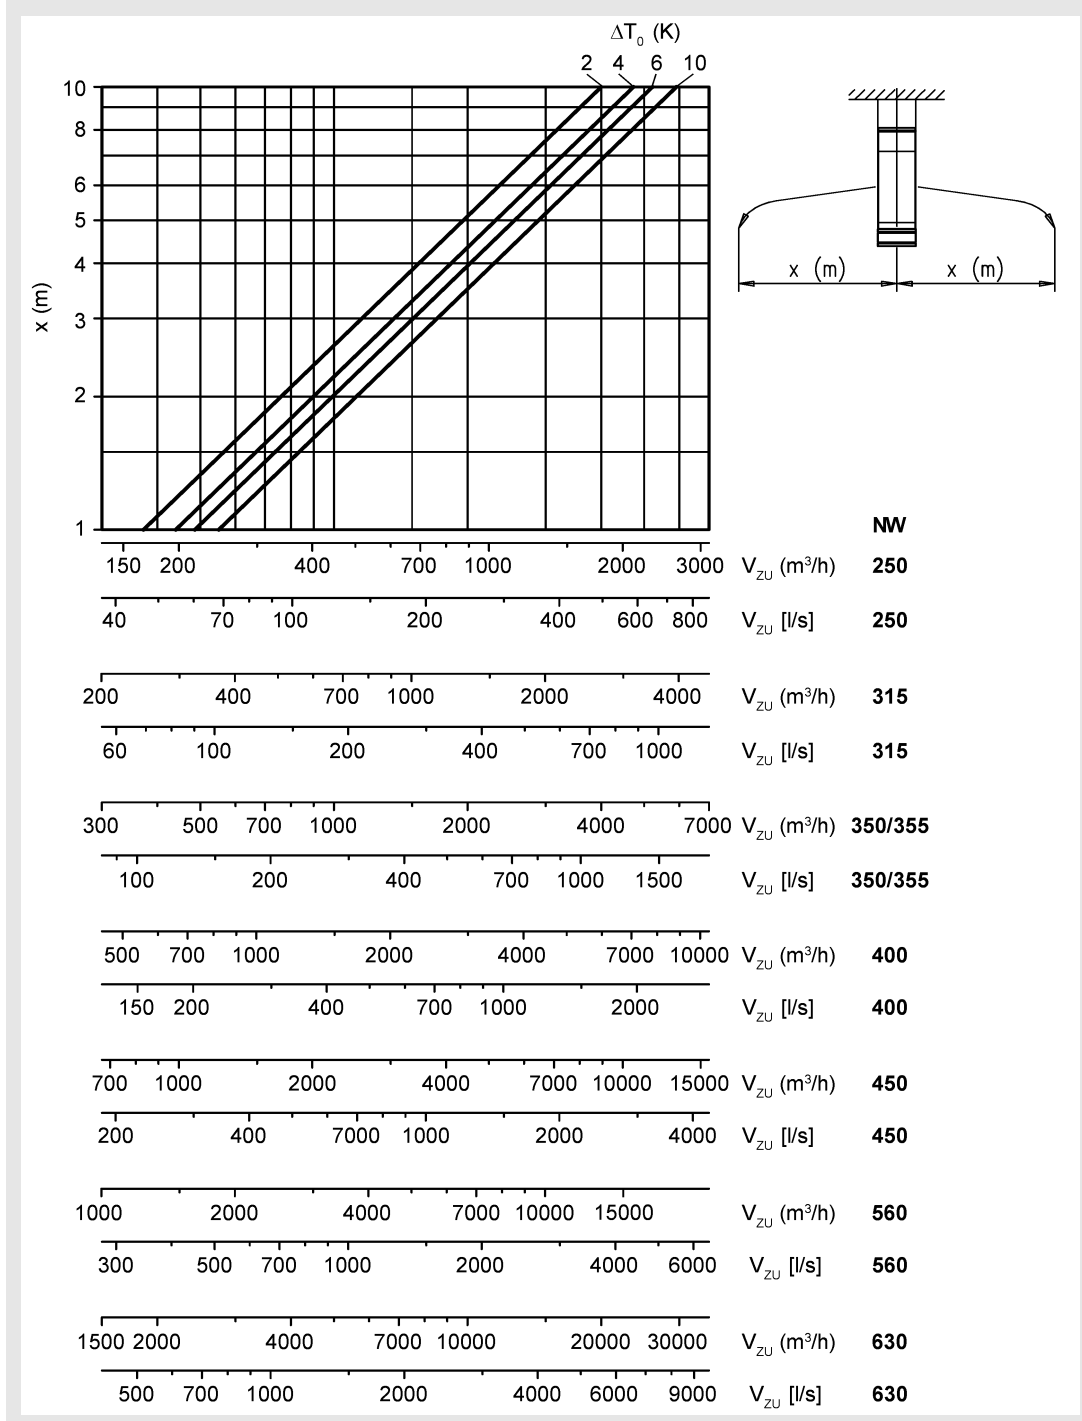 ΔT0 (K)
2 4 6 10
10
8
6
5
4
3
2
1
x (m)
x (m) x (m)
NW
150 200 400 700 1000 2000 3000 VZU (m³/h) 250
40 70 100 200 400 600 800 VZU [l/s] 250
200 400 700 1000 2000 4000 VZU (m³/h) 315
60 100 200 400 700 1000 VZU [l/s] 315
300 500 700 1000 2000 4000 7000 VZU (m³/h) 350/355
100 200 400 700 1000 1500 VZU [l/s] 350/355
500 700 1000 2000 4000 7000 10000 VZU (m³/h) 400
150 200 400 700 1000 2000 VZU [l/s] 400
700 1000 2000 4000 7000 10000 15000 VZU (m³/h) 450
200 400 7000 1000 2000 4000 VZU [l/s] 450
1000 2000 4000 7000 10000 15000 VZU (m³/h) 560
300 500 700 1000 2000 4000 6000 VZU [l/s] 560
1500 2000 4000 7000 10000 20000 30000 VZU (m³/h) 630
500 700 1000 2000 4000 6000 9000 VZU [l/s] 630